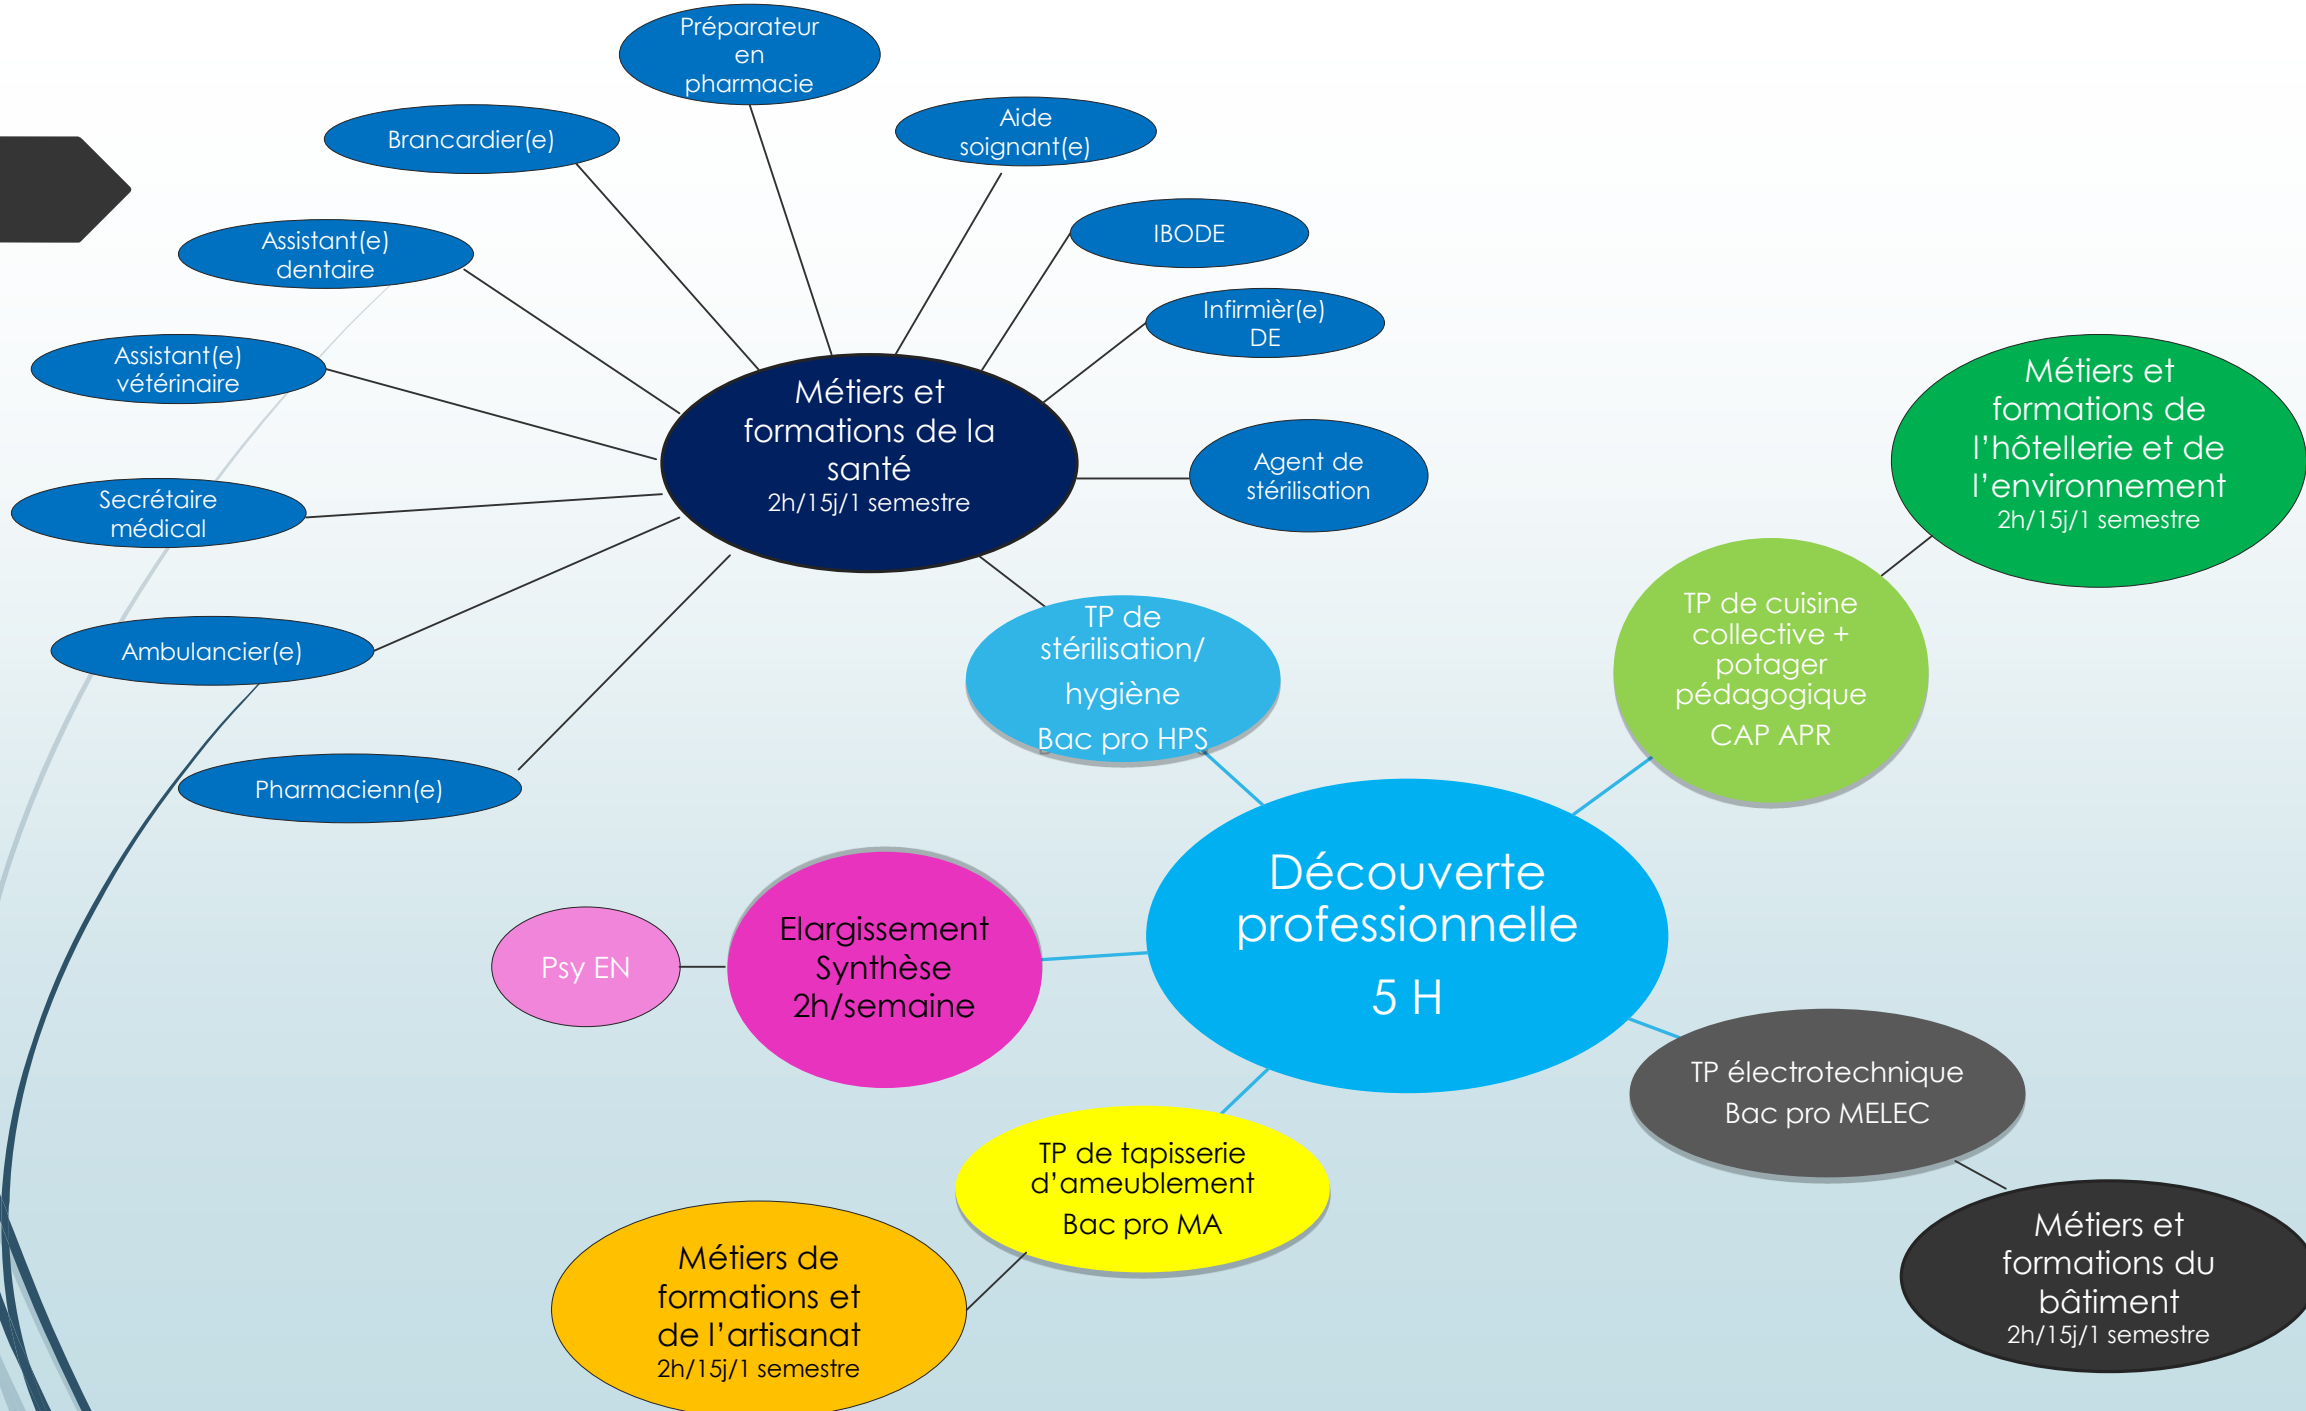 Préparateur
en
pharmacie
Brancardier(e)
Aide
soignant(e)
Assistant(e)
dentaire
IBODE
Infirmièr(e)
DE
Assistant(e)
vétérinaire
Métiers et
formations de la
santé
2h/15j/1 semestre
Agent de
stérilisation
Secrétaire
médical
Ambulancier(e)
Pharmacienn(e)
Métiers et
formations de
l’hôtellerie et de
l’environnement
2h/15j/1 semestre
TP de
stérilisation/
hygiène
Bac pro HPS
TP de cuisine
collective +
potager
pédagogique
CAP APR
Découverte
professionnelle
5 H
Elargissement
Synthèse
2h/semaine
Psy EN
TP électrotechnique
Bac pro MELEC
TP de tapisserie
d’ameublement
Bac pro MA
Métiers de
formations et
de l’artisanat
2h/15j/1 semestre
Métiers et
formations du
bâtiment
2h/15j/1 semestre